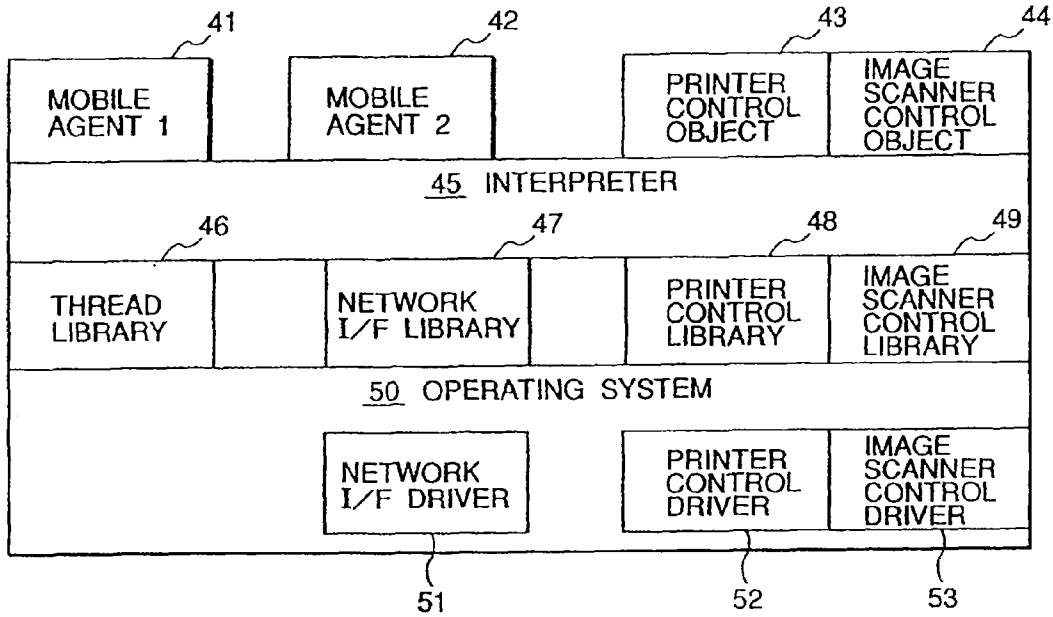 41
42
43
44
MOBILE
AGENT 1
MOBILE
AGENT 2
PRINTER
CONTROL
OBJECT
IMAGE
SCANNER
CONTROL
OBJECT
45 INTERPRETER
46
47
48
49
THREAD
LIBRARY
NETWORK
I/F LIBRARY
PRINTER
CONTROL
LIBRARY
IMAGE
SCANNER
CONTROL
LIBRARY
50 OPERATING SYSTEM
NETWORK
I/F DRIVER
PRINTER
CONTROL
DRIVER
IMAGE
SCANNER
CONTROL
DRIVER
51
52
53